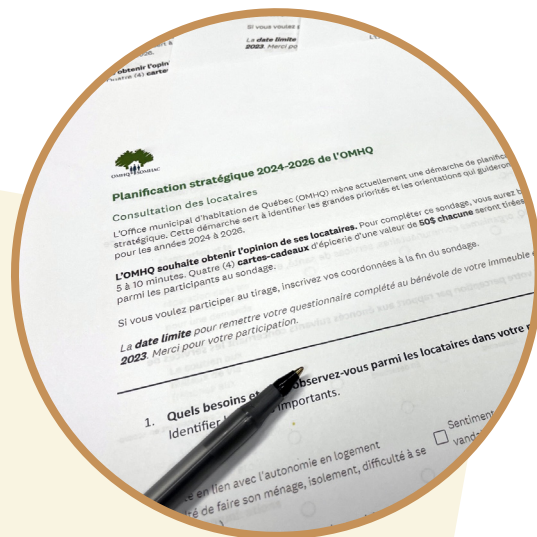 Si vous voulez
La date limite
2023. Merci po
obtenir l'opin
Quatre (4) carte
OMHQ SOMHAC
Planification stratégique 2024-2026 de l'OMHQ
Consultation des locataires
L'Office municipal d'habitation de Québec (OMHQ) mène actuellement une démarche de planific
stratégique. Cette démarche sert à identifier les grandes priorités et les orientations qui guideron
pour les années 2024 à 2026.
L'OMHQ souhaite obtenir l'opinion de ses locataires. Pour compléter ce sondage, vous aurez b
5 à 10 minutes. Quatre (4) cartes-cadeaux d'épicerie d'une valeur de 50$ chacune seront tirées
parmi les participants au sondage.
Si vous voulez participer au tirage, inscrivez vos coordonnées à la fin du sondage.
La date limite pour remettre votre questionnaire complété au bénévole de votre immeuble e
2023. Merci pour votre participation.
1. Quels besoins et observez-vous parmi les locataires dans votre
Identifier importants.
en lien avec l'autonomie en logement
de faire son ménage, isolement, difficulté à se
Sentiment
vand